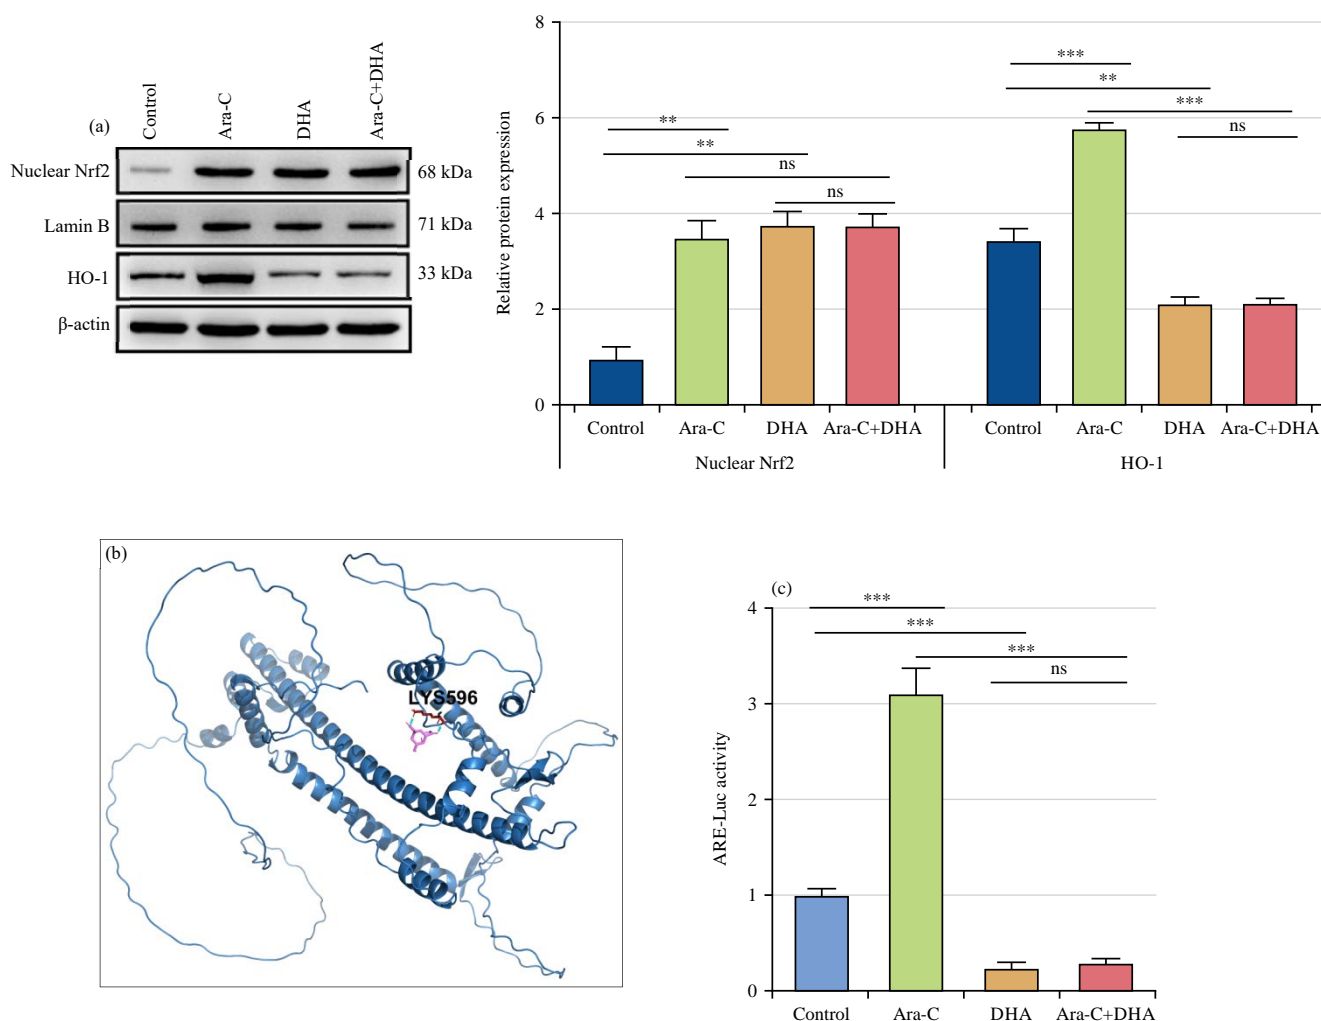 (a)
Control
Ara-C
DHA
Ara-C+DHA
Nuclear Nrf2
68 kDa
Lamin B
71 kDa
HO-1
33 kDa
β-actin
Relative protein expression
8
6
4
2
0
**
**
ns
ns
***
**
***
ns
Control
Ara-C
DHA
Ara-C+DHA
Control
Ara-C
DHA
Ara-C+DHA
Nuclear Nrf2
HO-1
(b)
LYS596
(c)
ARE-Luc activity
4
3
2
1
0
***
***
***
ns
Control
Ara-C
DHA
Ara-C+DHA